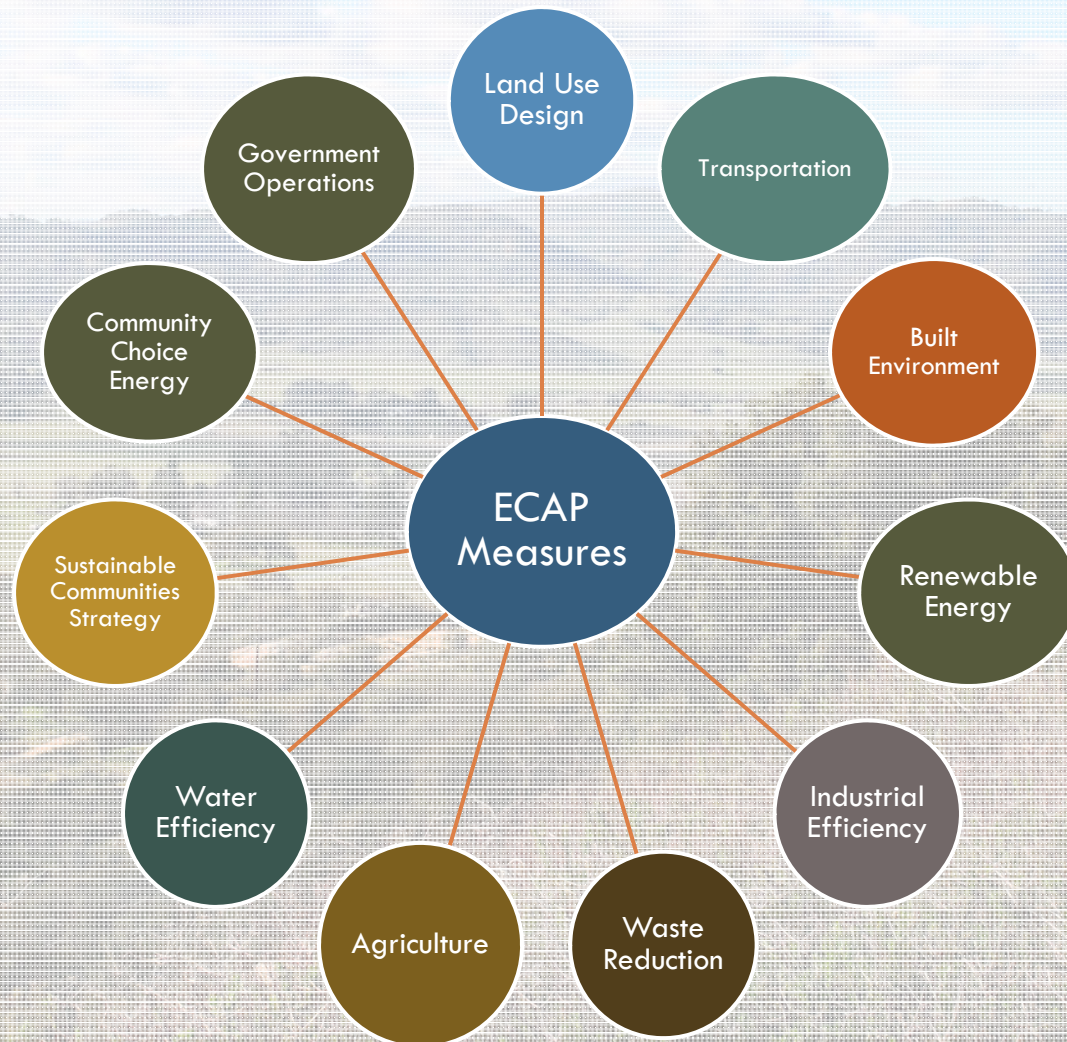 Land Use
Design
Transportation
Built
Environment
Renewable
Energy
Industrial
Efficiency
Waste
Reduction
Agriculture
Water
Efficiency
Sustainable
Communities
Strategy
Community
Choice
Energy
Government
Operations
ECAP
Measures